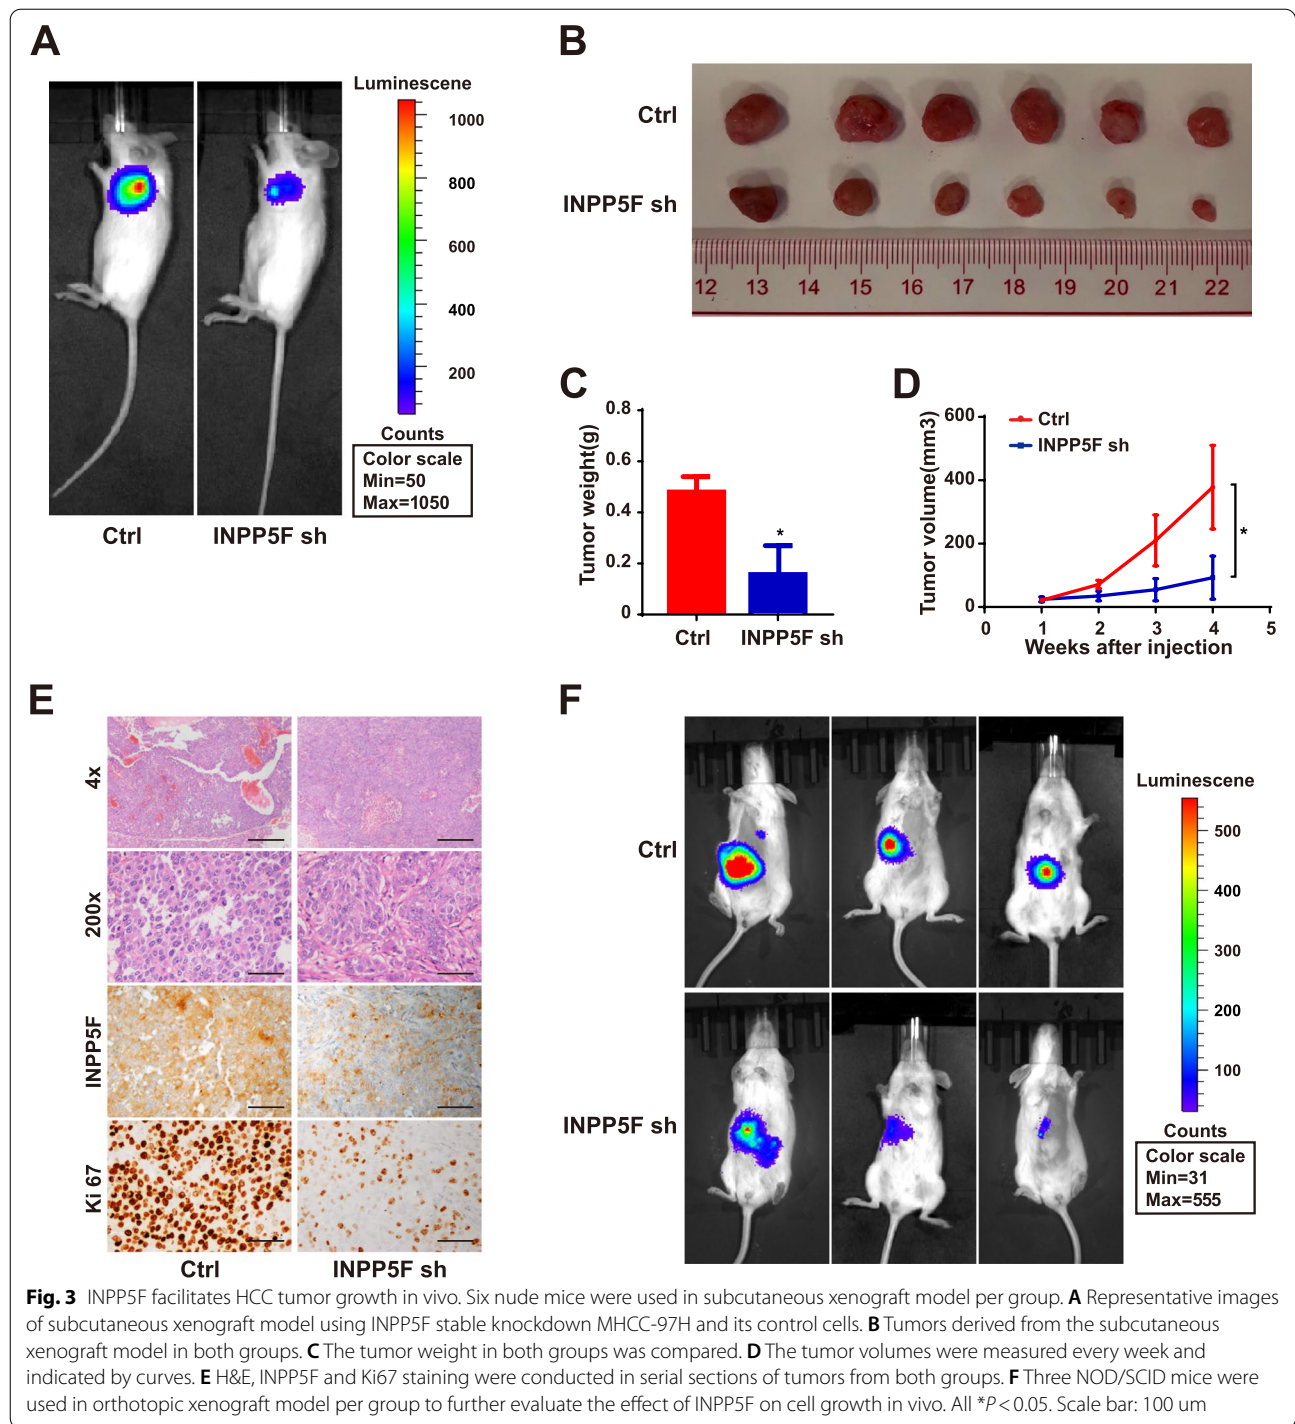 A
Luminescene
1000
800
600
400
200
Counts
Color scale
Min=50
Max=1050
Ctrl
INPP5F sh
B
Ctrl
INPP5F sh
12 13 14 15 16 17 18 19 20 21 22
C
Tumor weight(g)
0.8
0.6
0.4
0.2
0
*
Ctrl
INPP5F sh
D
Tumor volume(mm3)
600
400
200
0
Ctrl
INPP5F sh
*
0 1 2 3 4 5
Weeks after injection
E
4x
200x
INPP5F
Ki 67
Ctrl
INPP5F sh
F
Ctrl
INPP5F sh
Luminescene
500
400
300
200
100
Counts
Color scale
Min=31
Max=555
Fig. 3 INPP5F facilitates HCC tumor growth in vivo. Six nude mice were used in subcutaneous xenograft model per group. A Representative images
of subcutaneous xenograft model using INPP5F stable knockdown MHCC-97H and its control cells. B Tumors derived from the subcutaneous
xenograft model in both groups. C The tumor weight in both groups was compared. D The tumor volumes were measured every week and
indicated by curves. E H&E, INPP5F and Ki67 staining were conducted in serial sections of tumors from both groups. F Three NOD/SCID mice were
used in orthotopic xenograft model per group to further evaluate the effect of INPP5F on cell growth in vivo. All *P < 0.05. Scale bar: 100 um